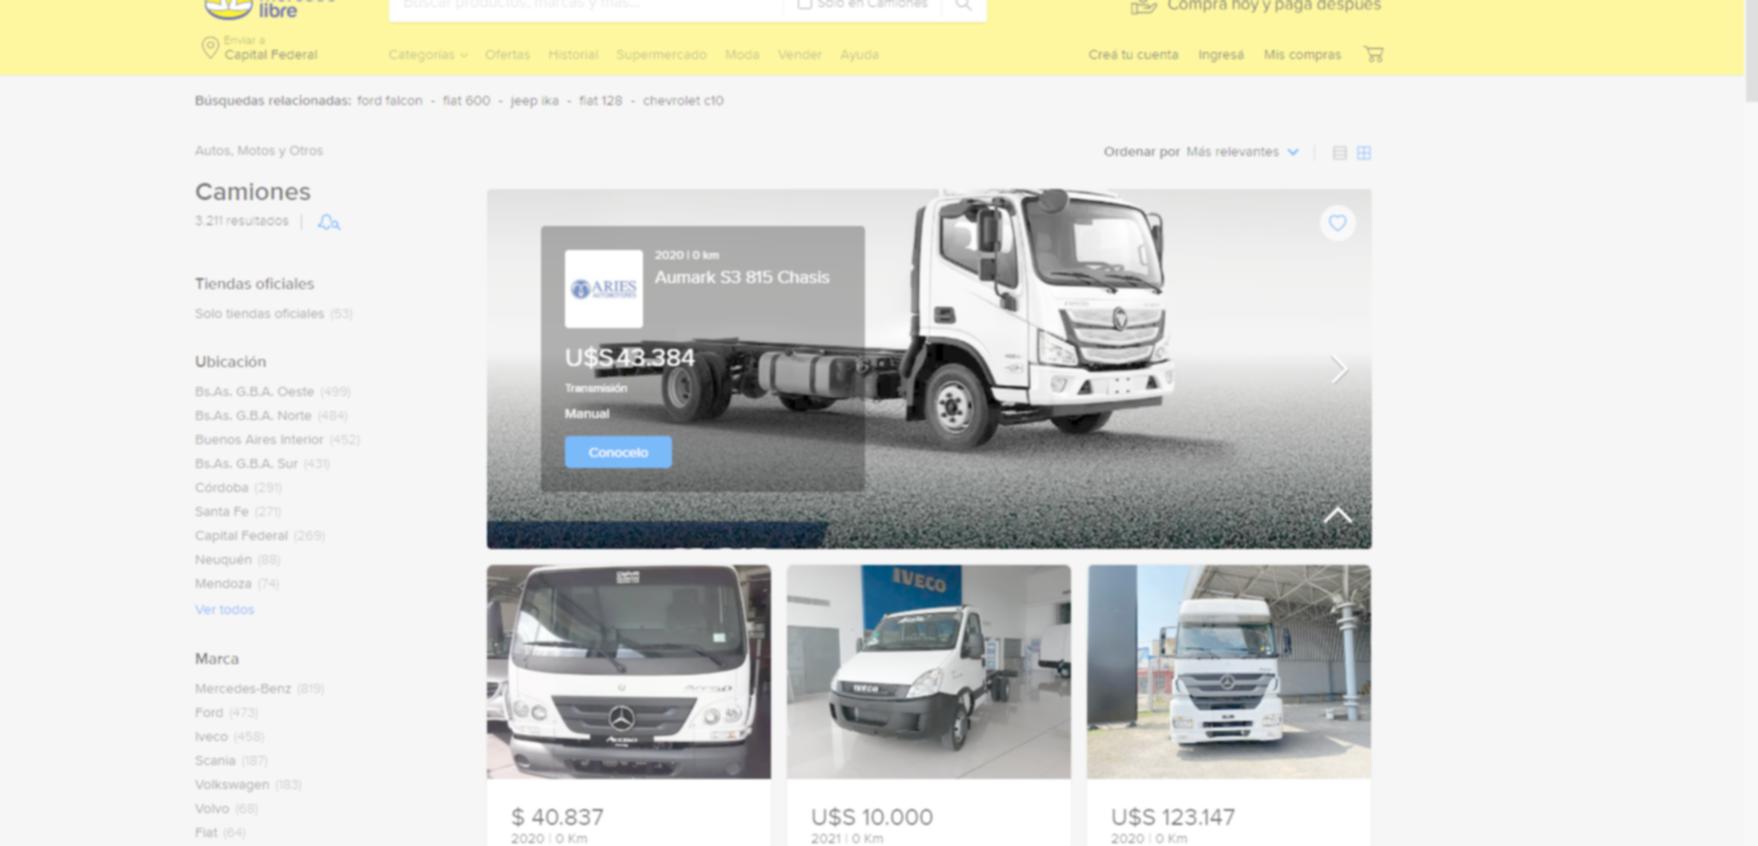 libre
Buscar productos, marcas y más...
Solo en Camiones
Comprá hoy y pagá después
Enviar a
Capital Federal
Categorías Ofertas Historial Supermercado Moda Vender Ayuda
Creá tu cuenta Ingresá Mis compras
Búsquedas relacionadas: ford falcon - fiat 600 - jeep ika - fiat 128 - chevrolet c10
Autos, Motos y Otros
Ordenar por Más relevantes
Camiones
3.211 resultados
Tiendas oficiales
Solo tiendas oficiales (53)
Ubicación
Bs.As. G.B.A. Oeste (499)
Bs.As. G.B.A. Norte (484)
Buenos Aires Interior (452)
Bs.As. G.B.A. Sur (431)
Córdoba (291)
Santa Fe (271)
Capital Federal (269)
Neuquén (88)
Mendoza (74)
Ver todos
Marca
Mercedes-Benz (819)
Ford (473)
Iveco (458)
Scania (187)
Volkswagen (183)
Volvo (68)
Fiat (64)
ARIES
AUTOMOTORES
2020 | 0 km
Aumark S3 815 Chasis
U$S 43.384
Transmisión
Manual
Conocelo
IVECO
IVECO
$ 40.837
2020 | 0 Km
U$S 10.000
2021 | 0 Km
U$S 123.147
2020 | 0 Km